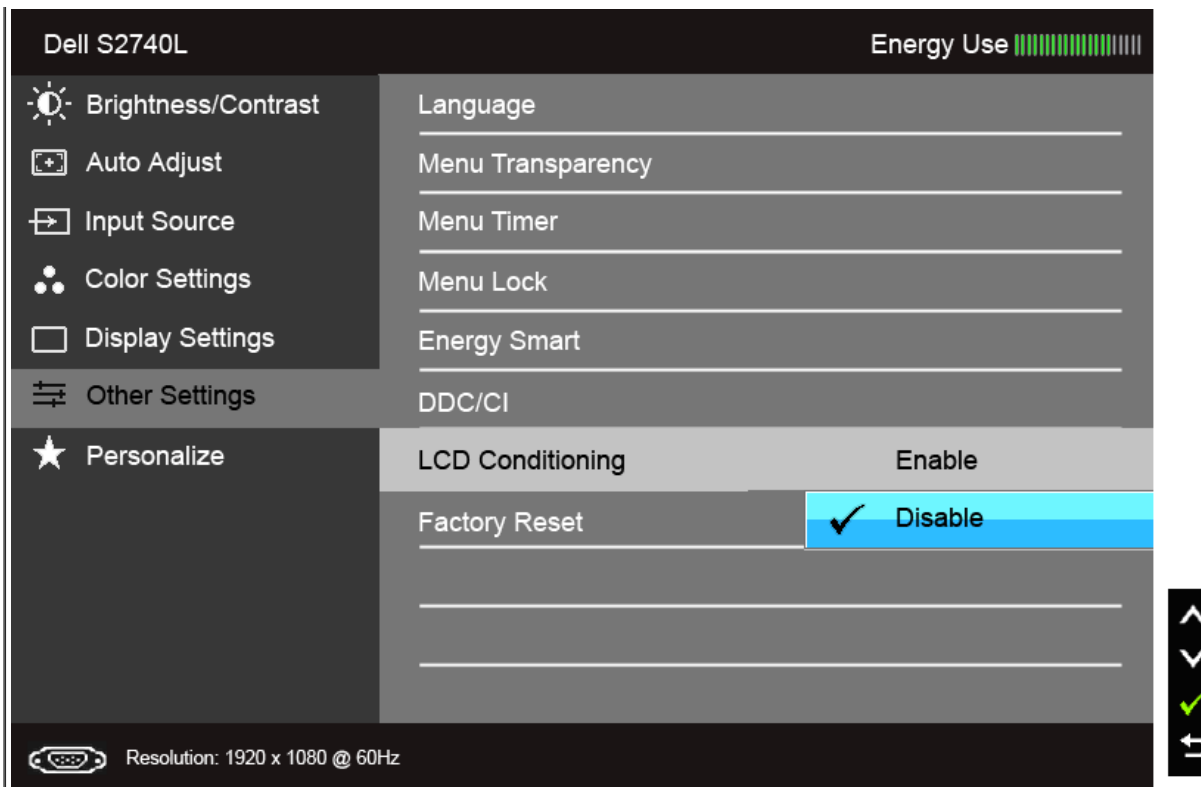 Dell S2740L
Energy Use
Brightness/Contrast
Auto Adjust
Input Source
Color Settings
Display Settings
Other Settings
Personalize
Language
Menu Transparency
Menu Timer
Menu Lock
Energy Smart
DDC/CI
LCD Conditioning
Enable
Factory Reset
Disable
Resolution: 1920 x 1080 @ 60Hz